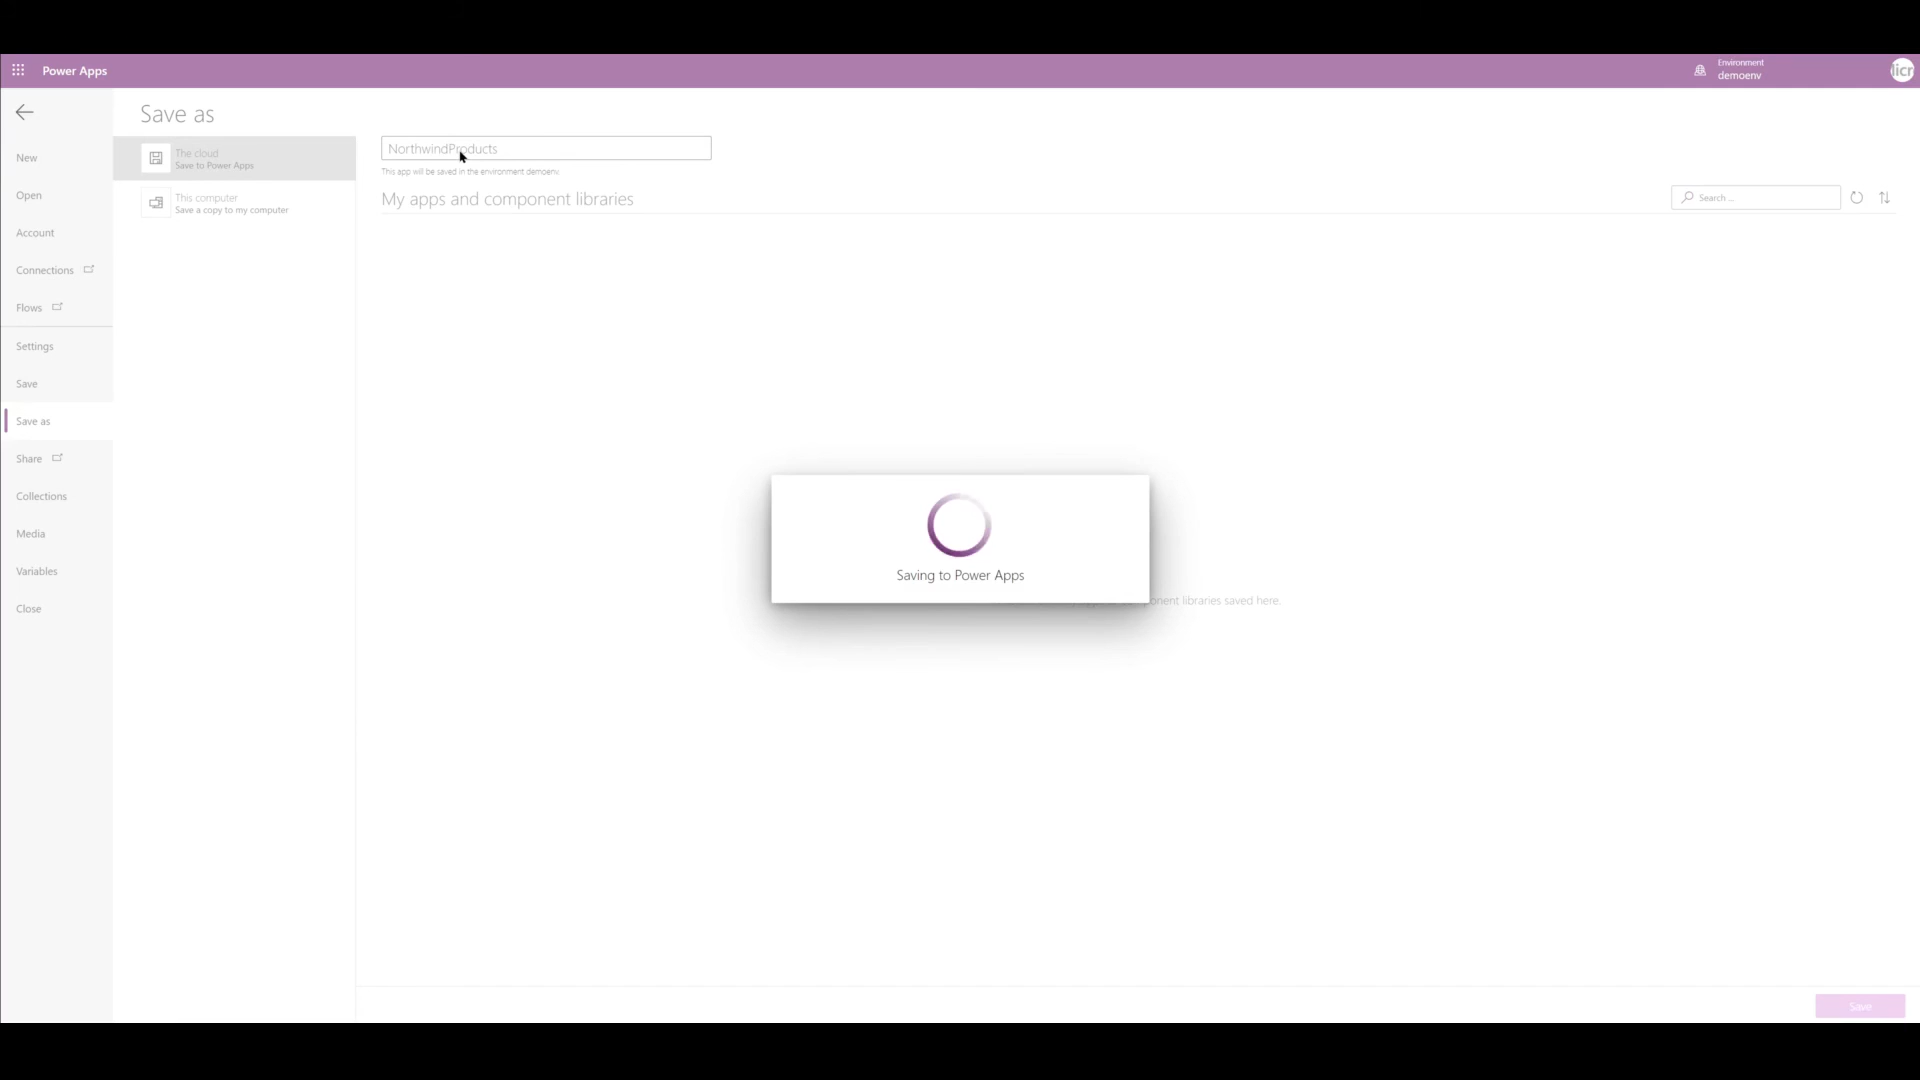 Power Apps
Environment
demoenv
Save as
New
Open
Account
Connections
Flows
Settings
Save
Save as
Share
Collections
Media
Variables
Close
The cloud
Save to Power Apps
This computer
Save a copy to my computer
NorthwindProducts
This app will be saved in the environment demoenv.
My apps and component libraries
Search ...
Saving to Power Apps
libraries saved here.
Save